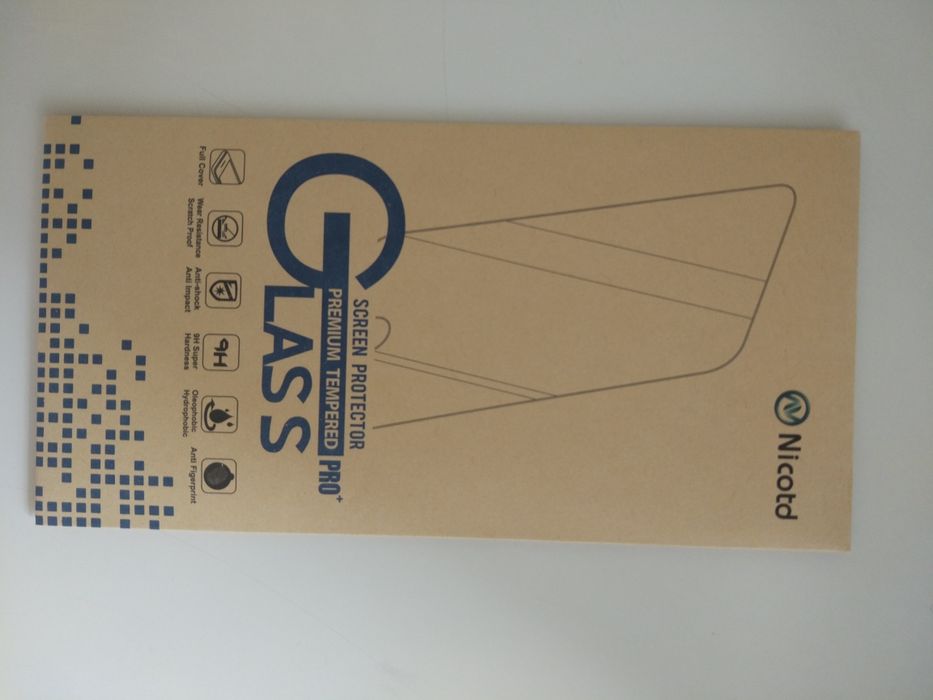 Nicotd
SCREEN PROTECTOR
PREMIUM TEMPERED PRO+
GLASS
Full Cover
Wear Resistance
Scratch Proof
Anti-shock
Anti Impact
9H
9H Super
Hardness
Oleophobic
Hydrophobic
Anti Figerprint